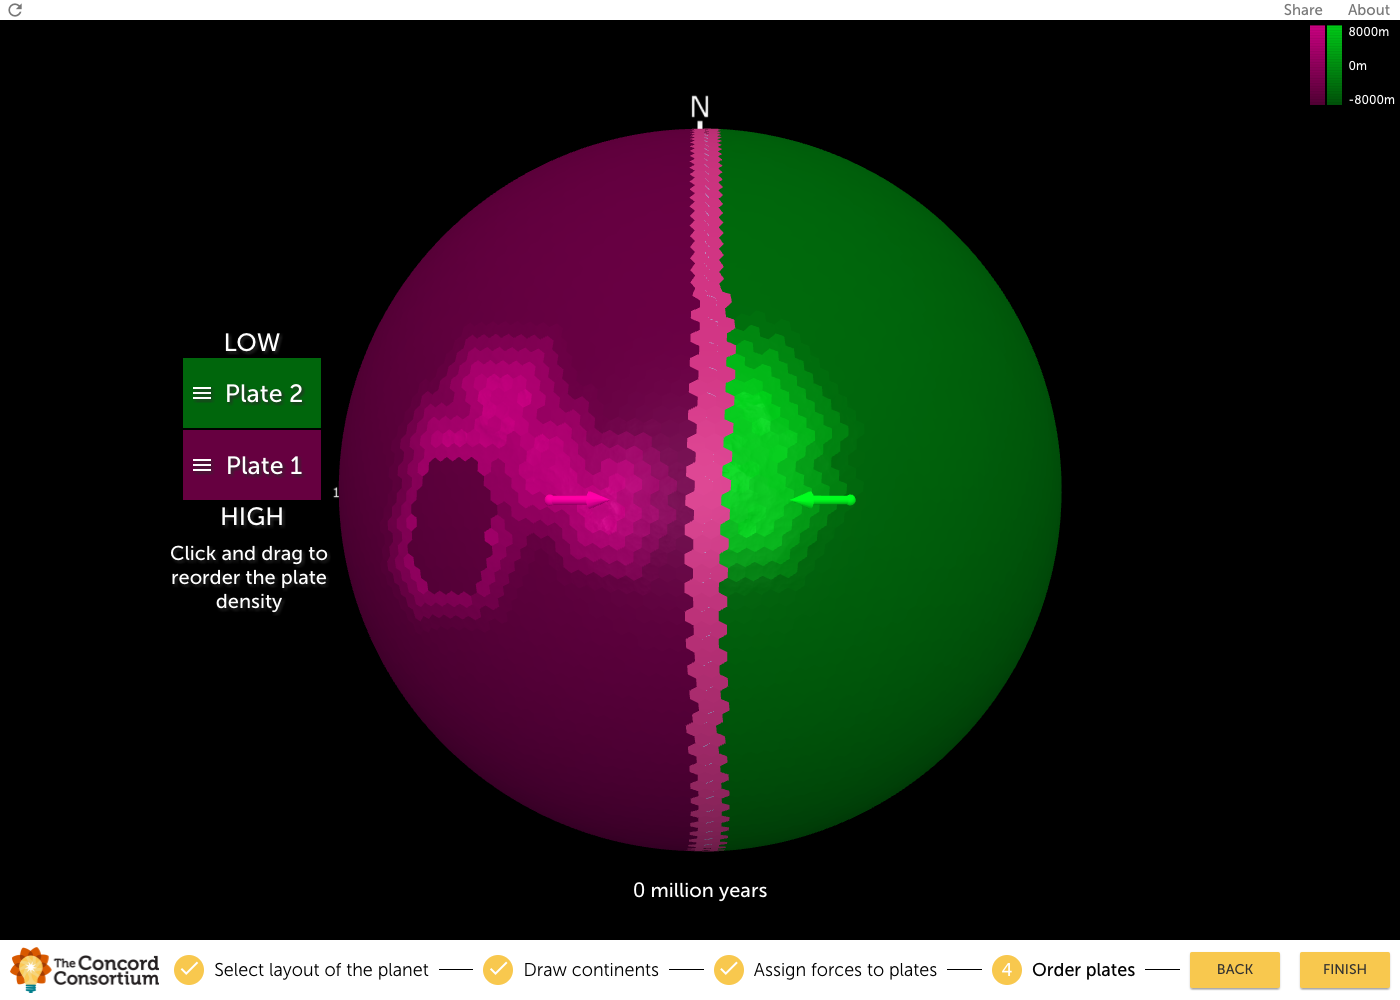 Share About
8000m
0m
-8000m
N
LOW
Plate 2
Plate 1
1
HIGH
Click and drag to
reorder the plate
density
0 million years
The Concord
Consortium
Select layout of the planet
Draw continents
Assign forces to plates
4 Order plates
BACK
FINISH